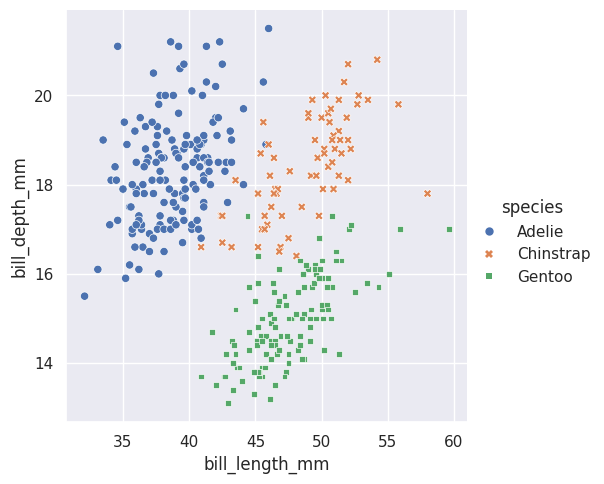 20
18
16
14
bill_depth_mm
35 40 45 50 55 60
bill_length_mm
species
Adelie
Chinstrap
Gentoo